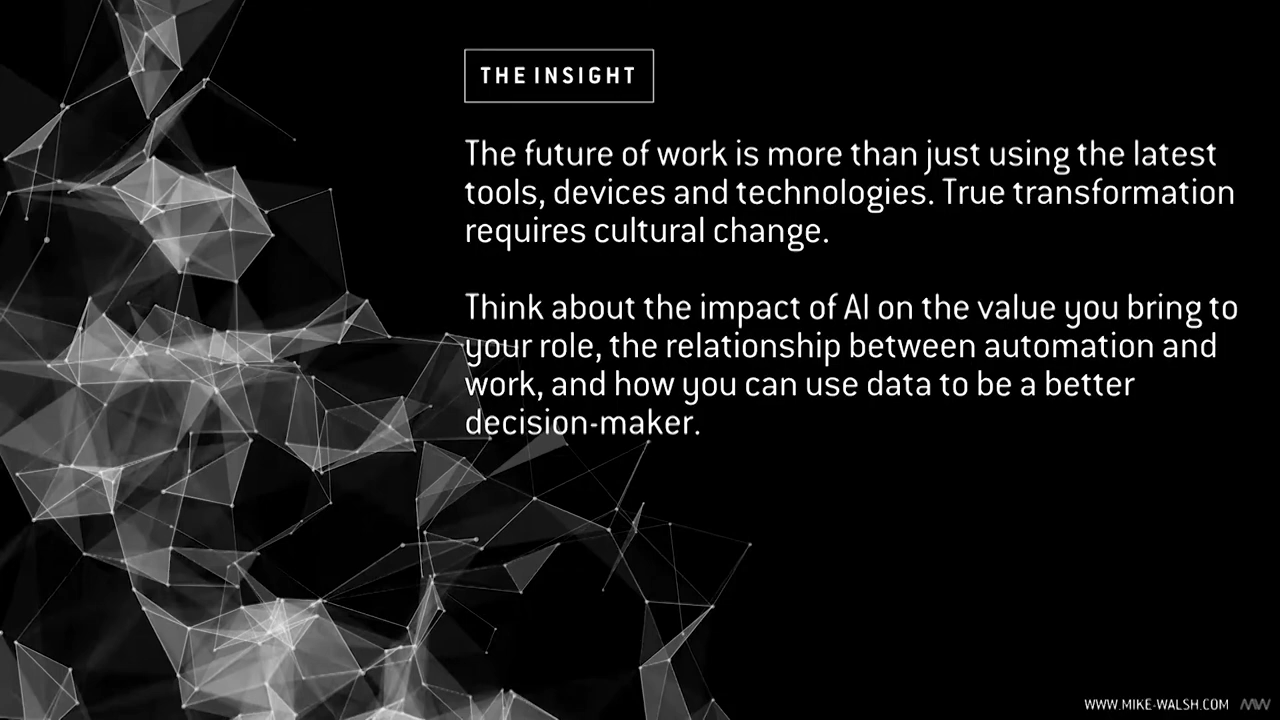 THE INSIGHT
The future of work is more than just using the latest
tools, devices and technologies. True transformation
requires cultural change.
Think about the impact of AI on the value you bring to
your role, the relationship between automation and
work, and how you can use data to be a better
decision-maker.
WWW.MIKE-WALSH.COM MW